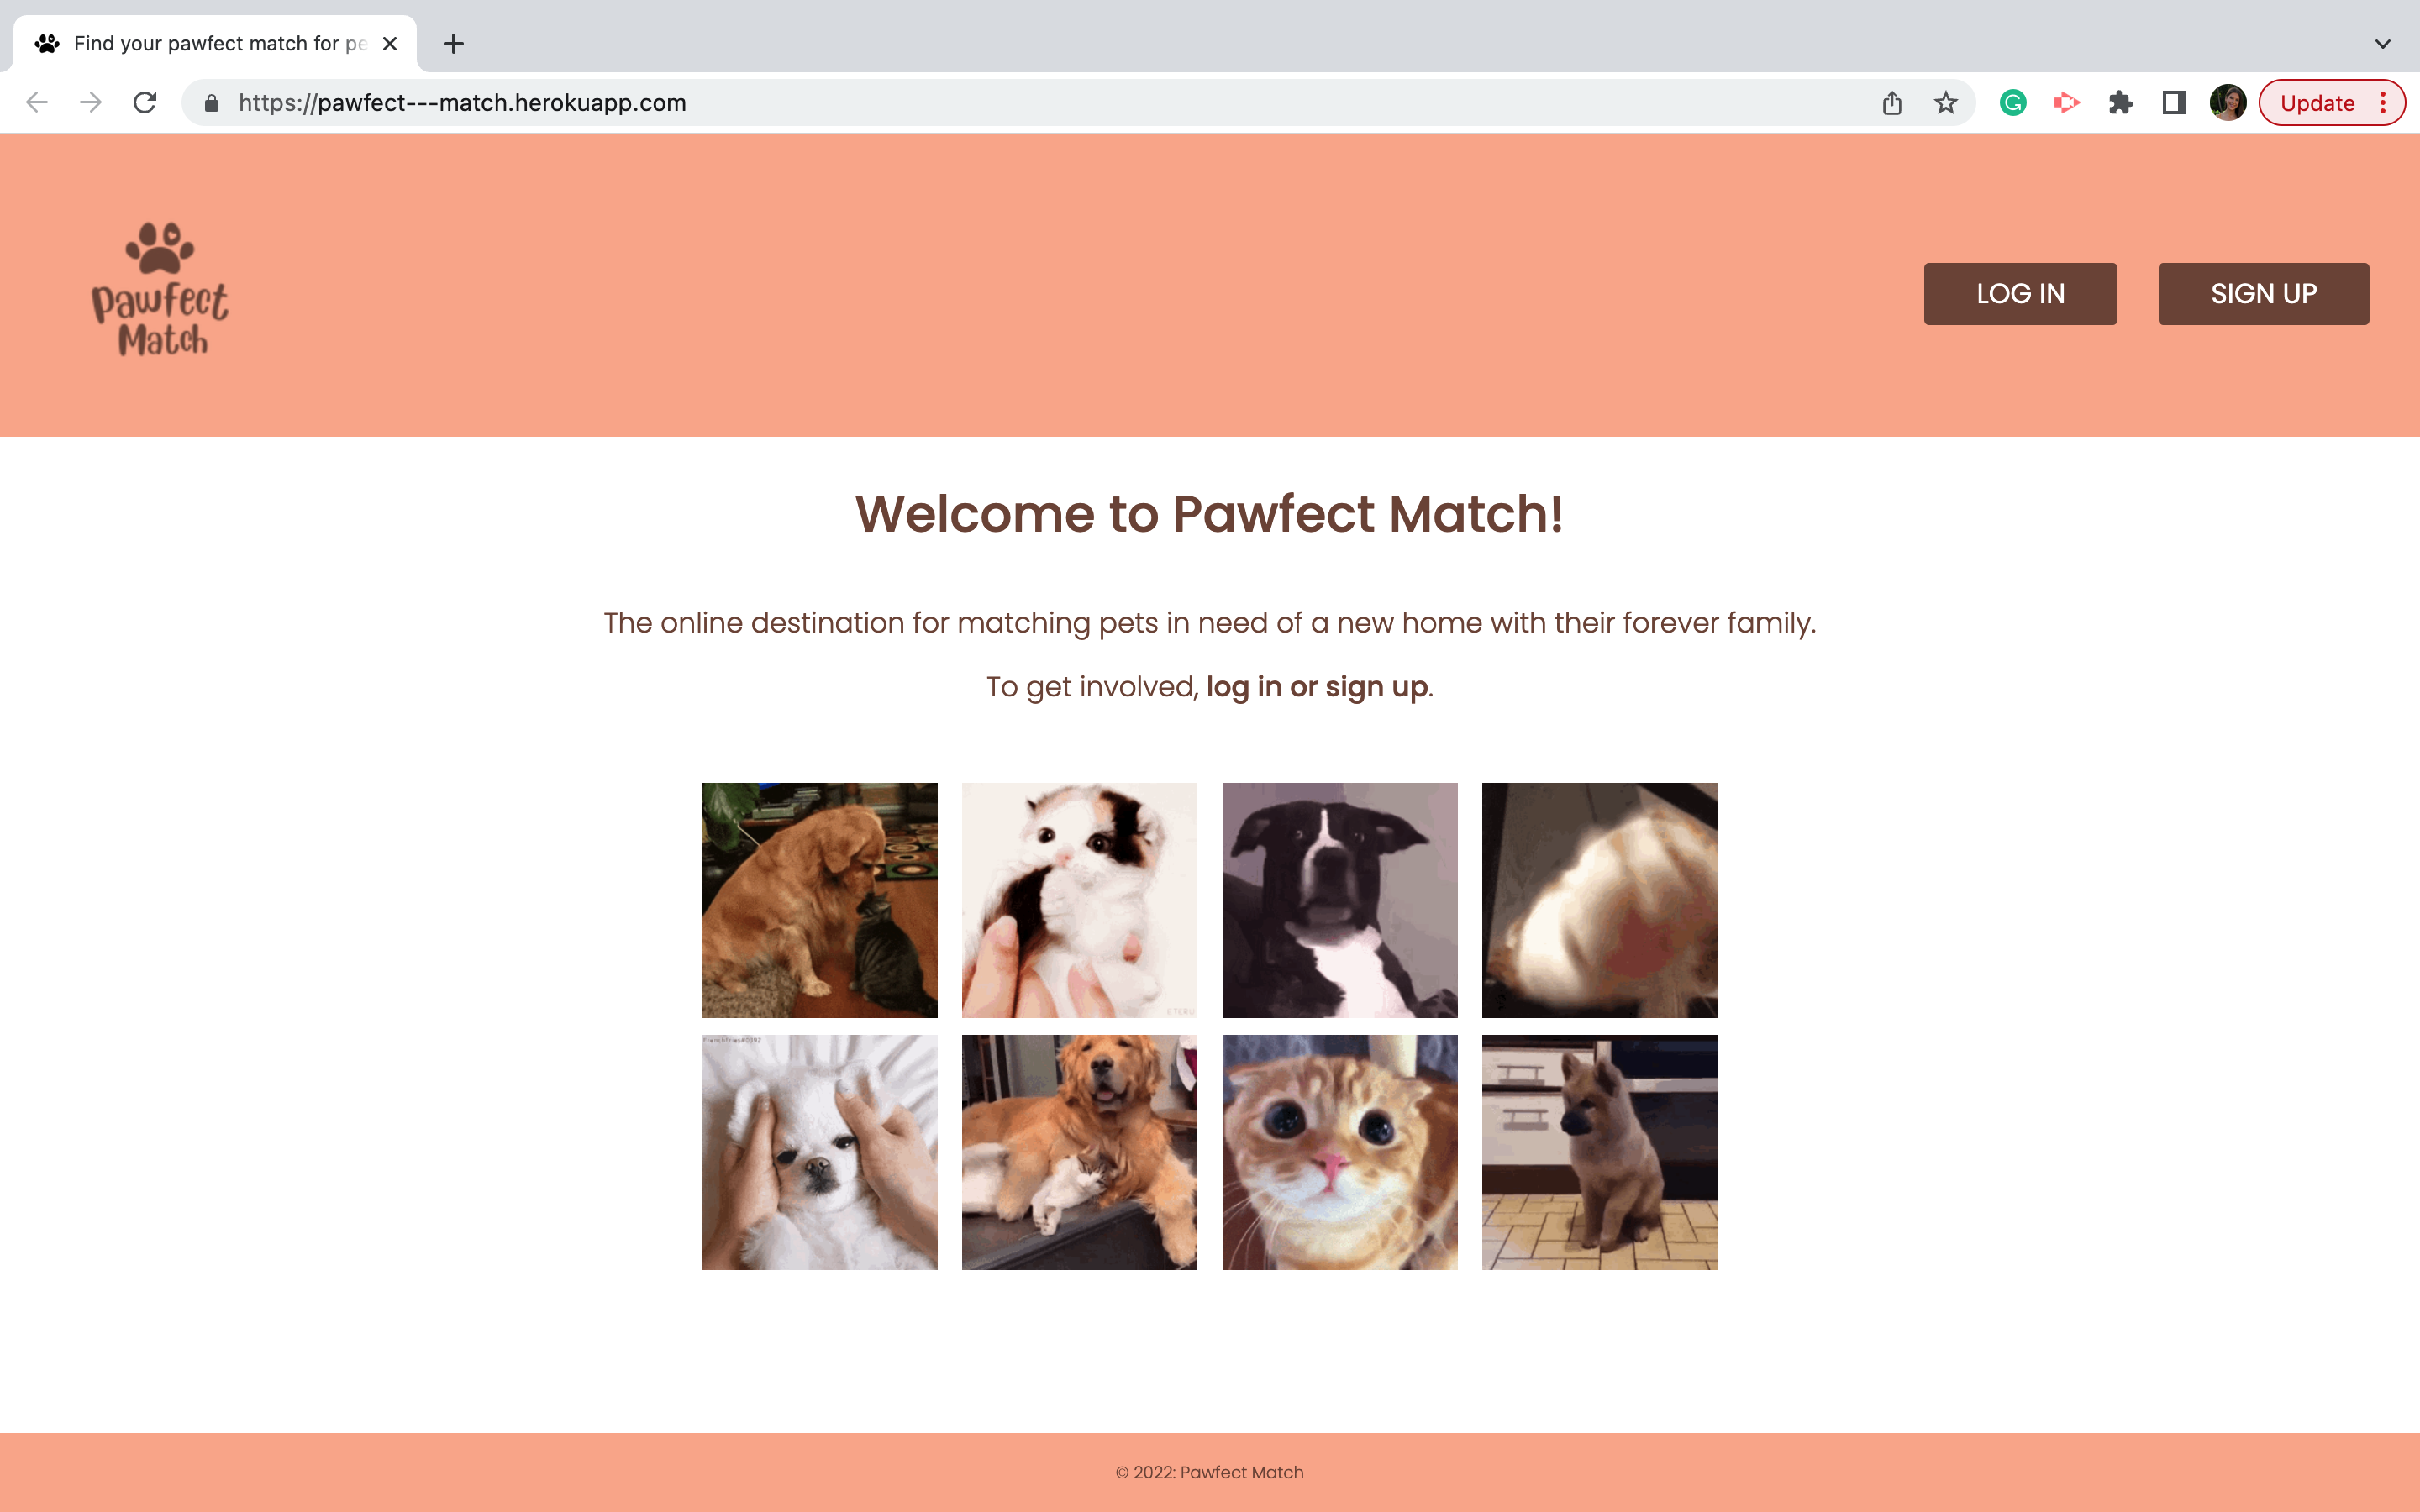 Find your pawfect match for pe
https://pawfect---match.herokuapp.com
Update
pawfect
Match
LOG IN
SIGN UP
Welcome to Pawfect Match!
The online destination for matching pets in need of a new home with their forever family.
To get involved, log in or sign up.
ETERU
© 2022: Pawfect Match